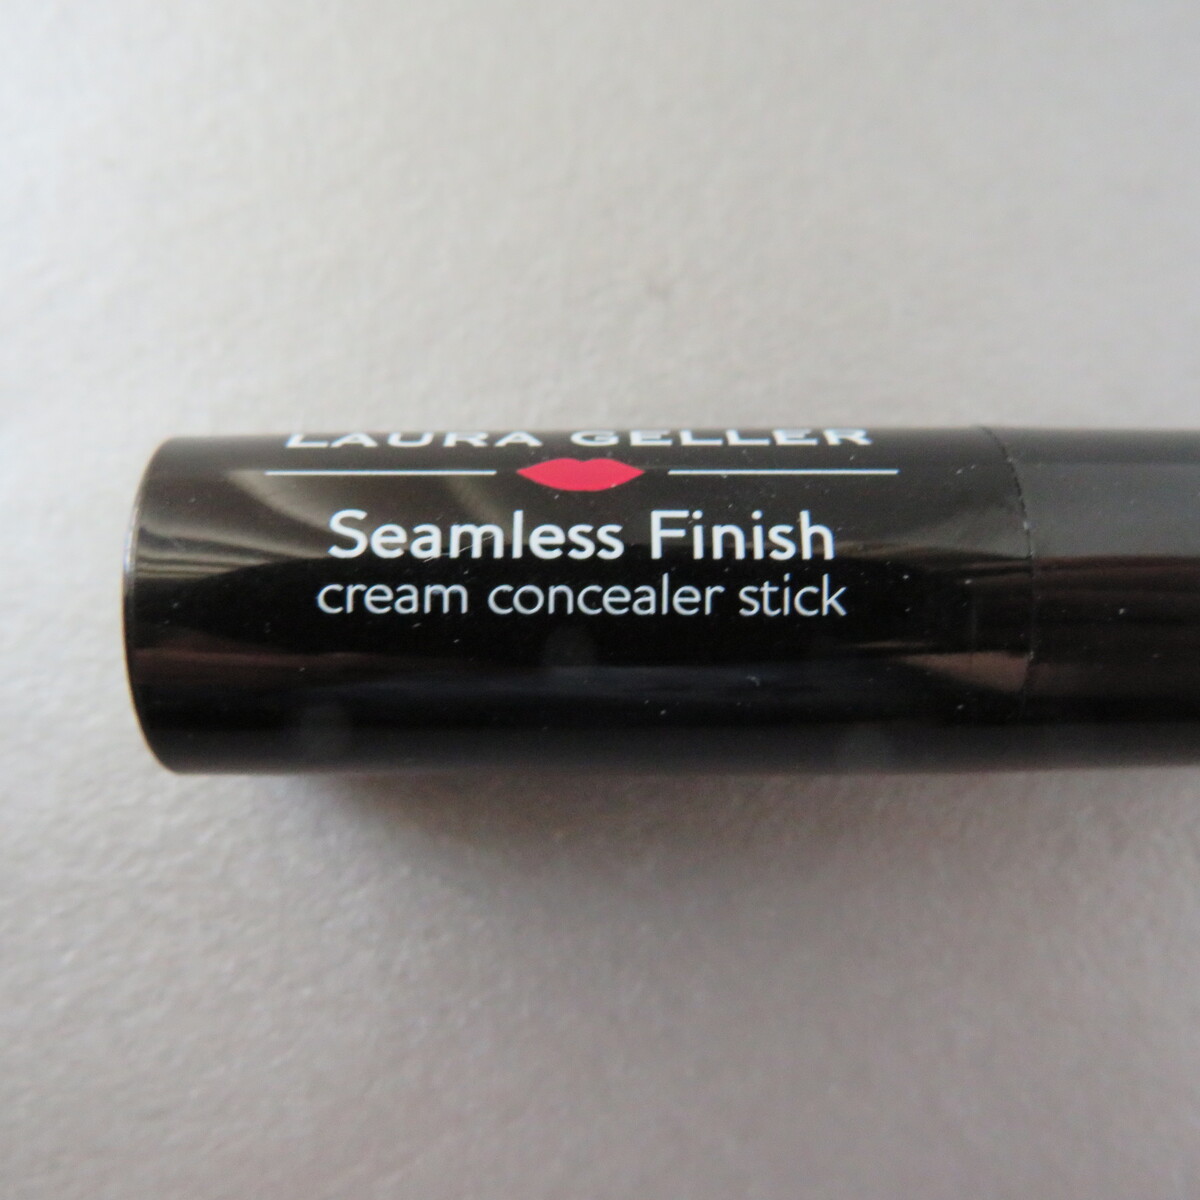 LAURA GELLER
Seamless Finish
cream concealer stick